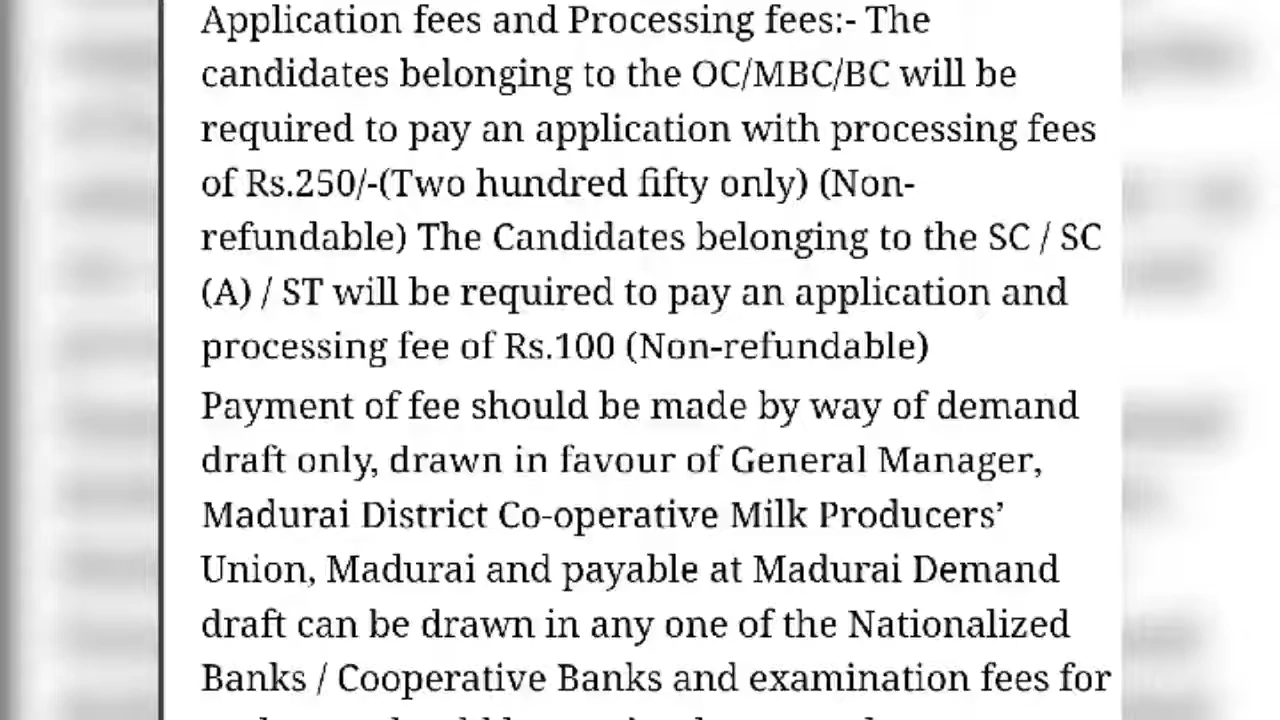 Application fees and Processing fees:- The
candidates belonging to the OC/MBC/BC will be
required to pay an application with processing fees
of Rs.250/-(Two hundred fifty only) (Non-
refundable) The Candidates belonging to the SC / SC
(A) / ST will be required to pay an application and
processing fee of Rs.100 (Non-refundable)
Payment of fee should be made by way of demand
draft only, drawn in favour of General Manager,
Madurai District Co-operative Milk Producers’
Union, Madurai and payable at Madurai Demand
draft can be drawn in any one of the Nationalized
Banks / Cooperative Banks and examination fees for